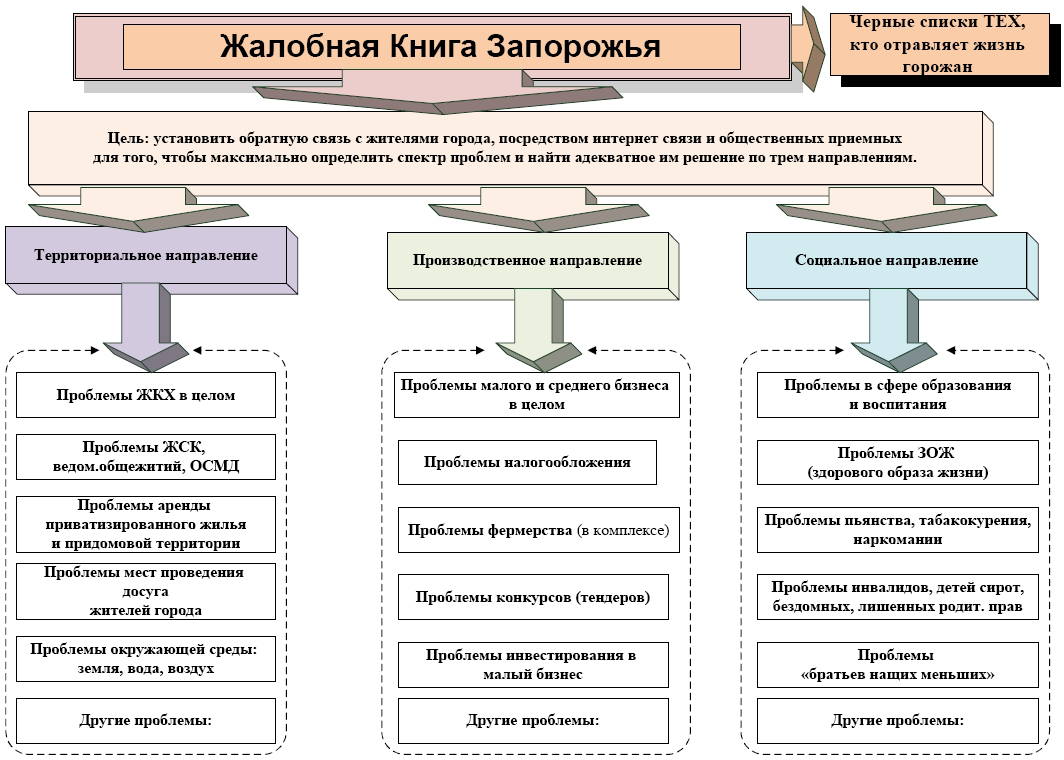 Жалобная Книга Запорожья
Черные списки ТЕХ,
кто отравляет жизнь
горожан
Цель: установить обратную связь с жителями города, посредством интернет связи и общественных приемных
для того, чтобы максимально определить спектр проблем и найти адекватное им решение по трем направлениям.
Территориальное направление
Проблемы ЖКХ в целом
Проблемы ЖСК,
ведом.общежитий, ОСМД
Проблемы аренды
приватизированного жилья
и придомовой территории
Проблемы мест проведения
досуга
жителей города
Проблемы окружающей среды:
земля, вода, воздух
Другие проблемы:
Производственное направление
Проблемы малого и среднего бизнеса
в целом
Проблемы налогообложения
Проблемы фермерства (в комплексе)
Проблемы конкурсов (тендеров)
Проблемы инвестирования в
малый бизнес
Другие проблемы:
Социальное направление
Проблемы в сфере образования
и воспитания
Проблемы ЗОЖ
(здорового образа жизни)
Проблемы пьянства, табакокурения,
наркомании
Проблемы инвалидов, детей сирот,
бездомных, лишенных родит. прав
Проблемы
«братьев нащих меньших»
Другие проблемы: